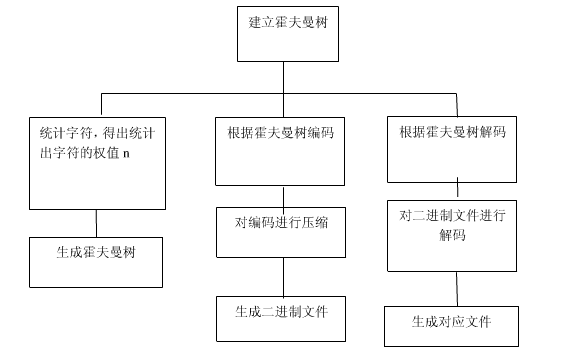 建立霍夫曼树
统计字符，得出统计
出字符的权值 n
生成霍夫曼树
根据霍夫曼树编码
对编码进行压缩
生成二进制文件
根据霍夫曼树解码
对二进制文件进行
解码
生成对应文件